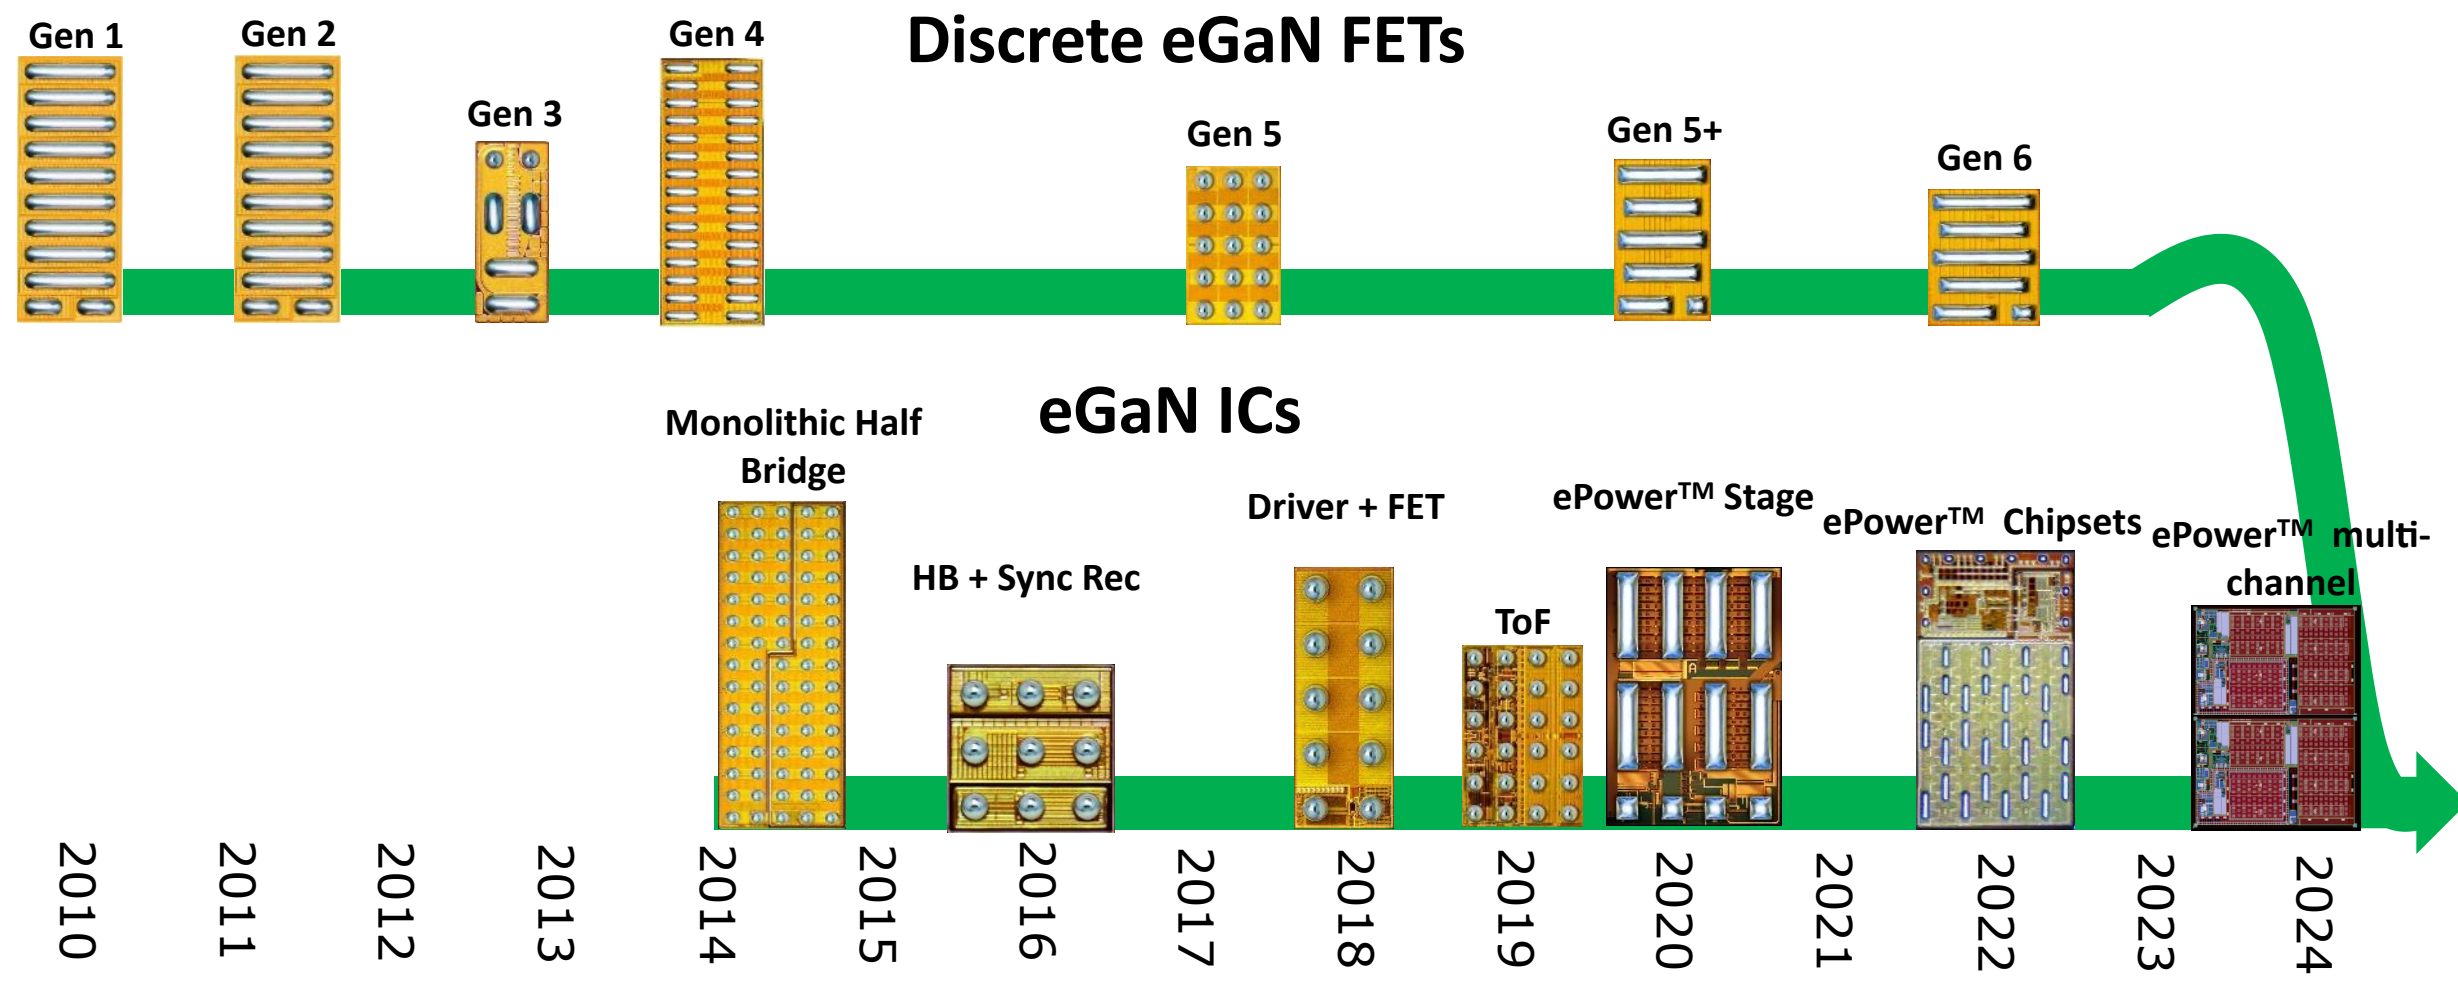 Discrete eGaN FETs
Gen 1
Gen 2
Gen 3
Gen 4
Gen 5
Gen 5+
Gen 6
eGaN ICs
Monolithic Half
Bridge
HB + Sync Rec
Driver + FET
ToF
ePower™ Stage
ePower™ Chipsets
ePower™ multi-
channel
2010
2011
2012
2013
2014
2015
2016
2017
2018
2019
2020
2021
2022
2023
2024